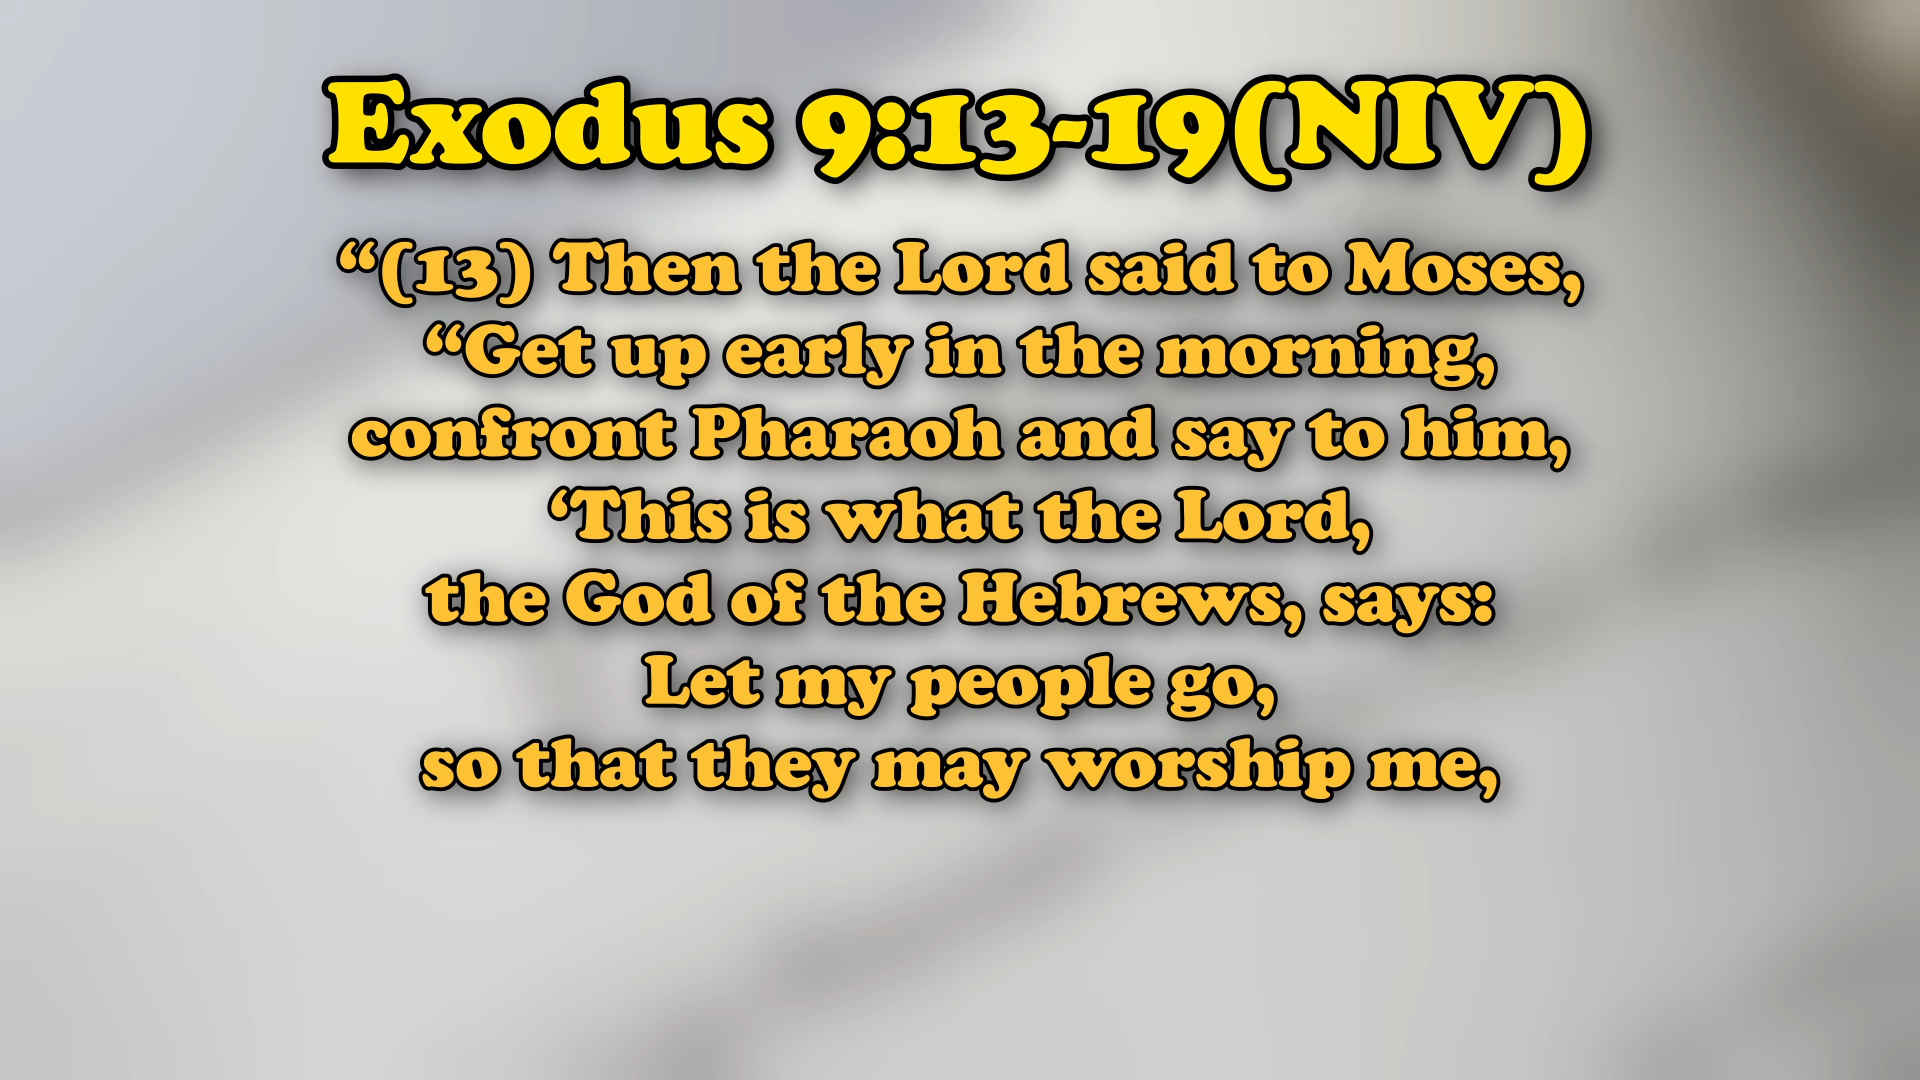 Exodus 9:13-19(NIV)
“(13) Then the Lord said to Moses,
“Get up early in the morning,
confront Pharaoh and say to him,
‘This is what the Lord,
the God of the Hebrews, says:
Let my people go,
so that they may worship me,